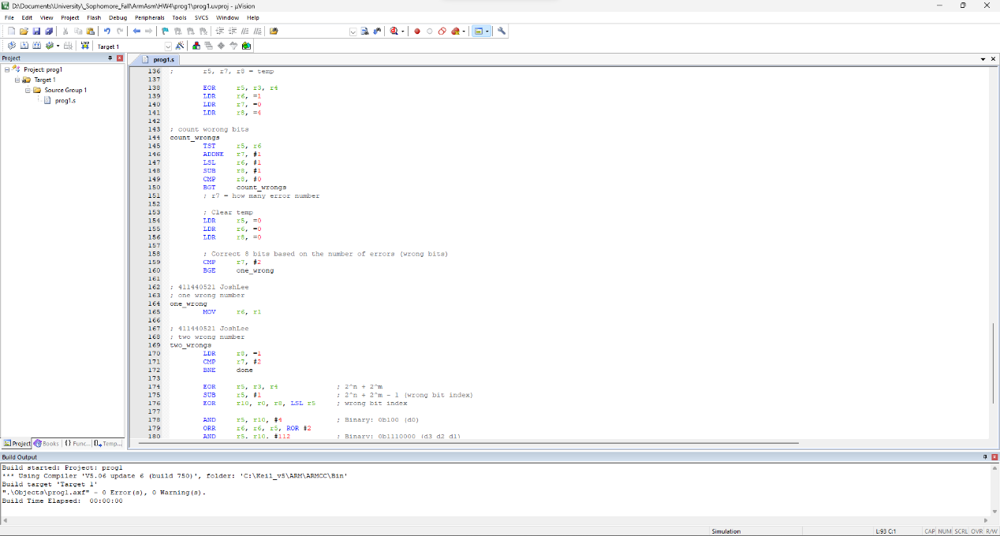 D:\Documents\University\_Sophomore_Fall\ArmAsm\HW4\prog1\prog1.uvproj - µVision
File Edit View Project Flash Debug Peripherals Tools SVCS Window Help
Target 1
Project
prog1.s
Project: prog1
Target 1
Source Group 1
prog1.s
136 ; r5, r7, r8 = temp
137
138 EOR r5, r3, r4
139 LDR r6, =1
140 LDR r7, =0
141 LDR r8, =4
142
143 ; count worong bits
144 count_wrongs
145 TST r5, r6
146 ADDNE r7, #1
147 LSL r6, #1
148 SUB r8, #1
149 CMP r8, #0
150 BGT count_wrongs
151 ; r7 = how many error number
152
153 ; Clear temp
154 LDR r5, =0
155 LDR r6, =0
156 LDR r8, =0
157
158 ; Correct 8 bits based on the number of errors (wrong bits)
159 CMP r7, #2
160 BGE one_wrong
161
162 ; 411440521 JoshLee
163 ; one wrong number
164 one_wrong
165 MOV r6, r1
166
167 ; 411440521 JoshLee
168 ; two wrong number
169 two_wrongs
170 LDR r8, =1
171 CMP r7, #2
172 BNE done
173
174 EOR r5, r3, r4 ; 2^n + 2^m
175 SUB r5, #1 ; 2^n + 2^m - 1 (wrong bit index)
176 EOR r10, r0, r8, LSL r5 ; wrong bit index
177
178 AND r5, r10, #4 ; Binary: 0b100 (d0)
179 ORR r6, r6, r5, ROR #2
180 AND r5, r10, #112 ; Binary: 0b1110000 (d3 d2 d1)
Project Books {} Func... Temp...
Build Output
Build started: Project: prog1
*** Using Compiler 'V5.06 update 6 (build 750)', folder: 'C:\Keil_v5\ARM\ARMCC\Bin'
Build target 'Target 1'
".\Objects\prog1.axf" - 0 Error(s), 0 Warning(s).
Build Time Elapsed: 00:00:00
Simulation
L:93 C:1
CAP NUM SCRL OVR R/W